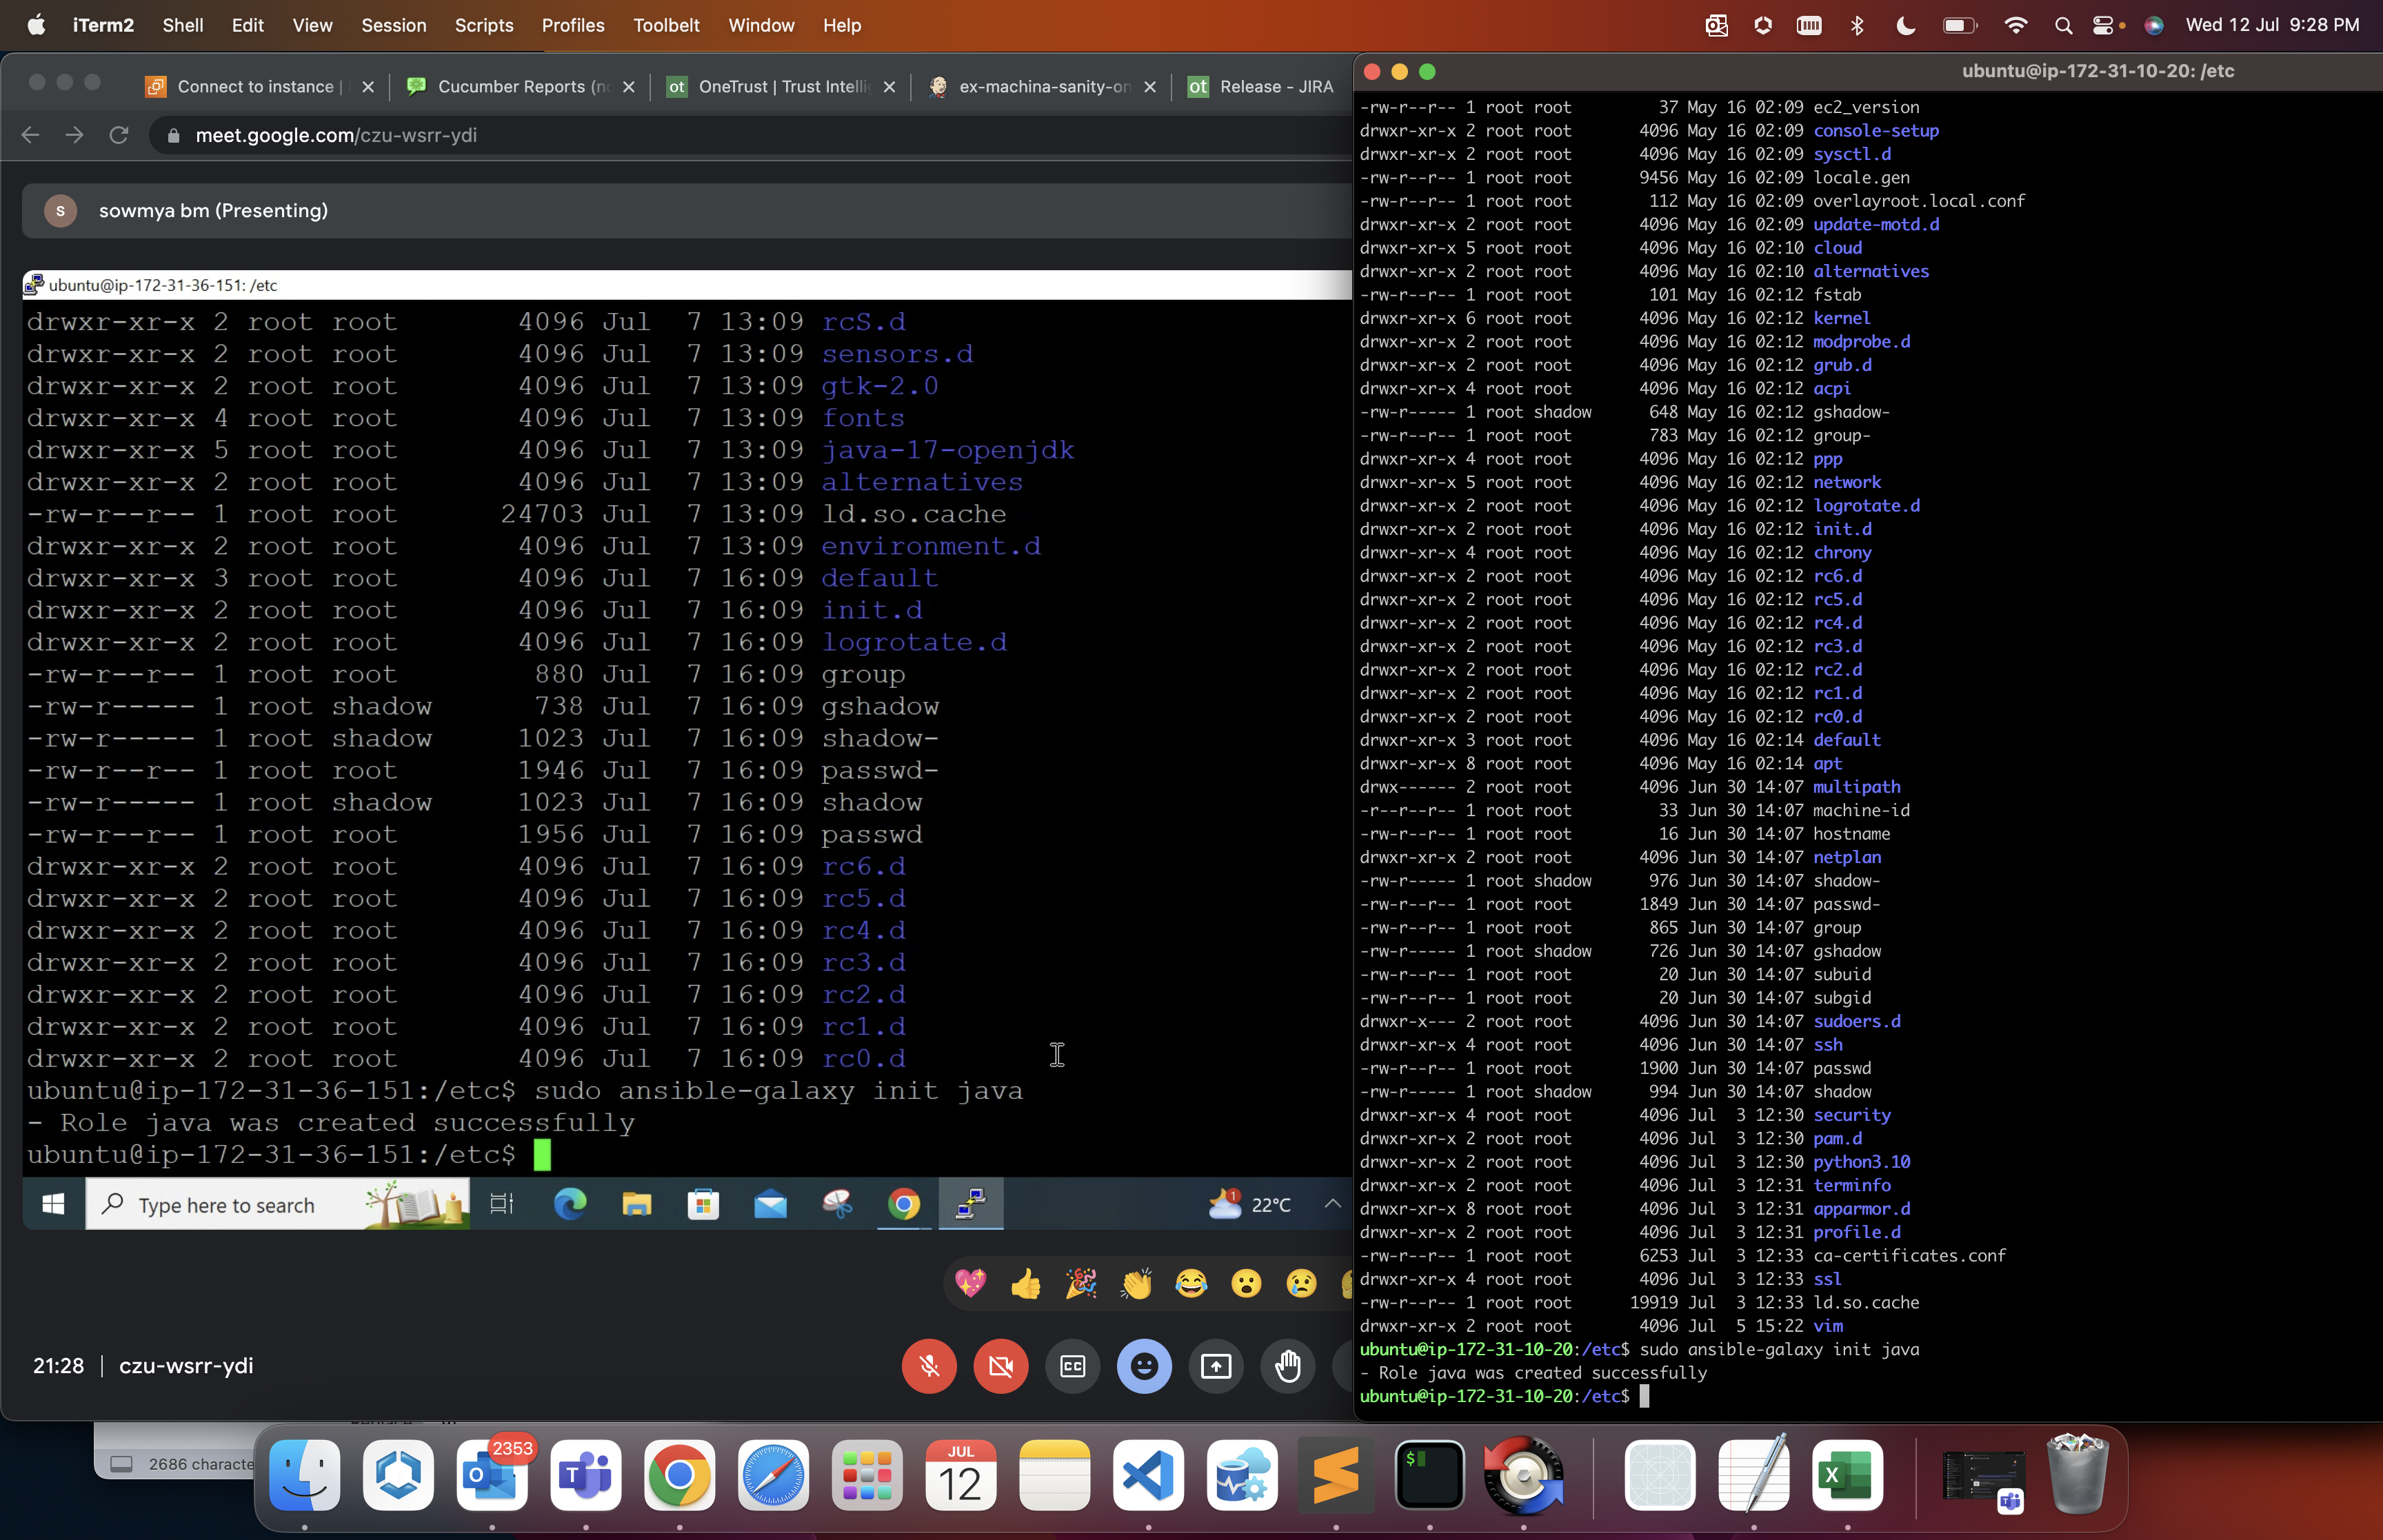 iTerm2 Shell Edit View Session Scripts Profiles Toolbelt Window Help Wed 12 Jul 9:28 PM
Connect to instance | Cucumber Reports (n OneTrust | Trust Intelli ex-machina-sanity-on Release - JIRA
meet.google.com/czu-wsrr-ydi
S sowmya bm (Presenting)
ubuntu@ip-172-31-36-151: /etc
drwxr-xr-x 2 root root 4096 Jul 7 13:09 rcS.d
drwxr-xr-x 2 root root 4096 Jul 7 13:09 sensors.d
drwxr-xr-x 2 root root 4096 Jul 7 13:09 gtk-2.0
drwxr-xr-x 4 root root 4096 Jul 7 13:09 fonts
drwxr-xr-x 5 root root 4096 Jul 7 13:09 java-17-openjdk
drwxr-xr-x 2 root root 4096 Jul 7 13:09 alternatives
-rw-r--r-- 1 root root 24703 Jul 7 13:09 ld.so.cache
drwxr-xr-x 2 root root 4096 Jul 7 13:09 environment.d
drwxr-xr-x 3 root root 4096 Jul 7 16:09 default
drwxr-xr-x 2 root root 4096 Jul 7 16:09 init.d
drwxr-xr-x 2 root root 4096 Jul 7 16:09 logrotate.d
-rw-r--r-- 1 root root 880 Jul 7 16:09 group
-rw-r----- 1 root shadow 738 Jul 7 16:09 gshadow
-rw-r----- 1 root shadow 1023 Jul 7 16:09 shadow-
-rw-r--r-- 1 root root 1946 Jul 7 16:09 passwd-
-rw-r----- 1 root shadow 1023 Jul 7 16:09 shadow
-rw-r--r-- 1 root root 1956 Jul 7 16:09 passwd
drwxr-xr-x 2 root root 4096 Jul 7 16:09 rc6.d
drwxr-xr-x 2 root root 4096 Jul 7 16:09 rc5.d
drwxr-xr-x 2 root root 4096 Jul 7 16:09 rc4.d
drwxr-xr-x 2 root root 4096 Jul 7 16:09 rc3.d
drwxr-xr-x 2 root root 4096 Jul 7 16:09 rc2.d
drwxr-xr-x 2 root root 4096 Jul 7 16:09 rc1.d
drwxr-xr-x 2 root root 4096 Jul 7 16:09 rc0.d
ubuntu@ip-172-31-36-151:/etc$ sudo ansible-galaxy init java
- Role java was created successfully
ubuntu@ip-172-31-36-151:/etc$
Type here to search 1 22°C
21:28 | czu-wsrr-ydi
CC
ubuntu@ip-172-31-10-20: /etc
-rw-r--r-- 1 root root 37 May 16 02:09 ec2_version
drwxr-xr-x 2 root root 4096 May 16 02:09 console-setup
drwxr-xr-x 2 root root 4096 May 16 02:09 sysctl.d
-rw-r--r-- 1 root root 9456 May 16 02:09 locale.gen
-rw-r--r-- 1 root root 112 May 16 02:09 overlayroot.local.conf
drwxr-xr-x 2 root root 4096 May 16 02:09 update-motd.d
drwxr-xr-x 5 root root 4096 May 16 02:10 cloud
drwxr-xr-x 2 root root 4096 May 16 02:10 alternatives
-rw-r--r-- 1 root root 101 May 16 02:12 fstab
drwxr-xr-x 6 root root 4096 May 16 02:12 kernel
drwxr-xr-x 2 root root 4096 May 16 02:12 modprobe.d
drwxr-xr-x 2 root root 4096 May 16 02:12 grub.d
drwxr-xr-x 4 root root 4096 May 16 02:12 acpi
-rw-r----- 1 root shadow 648 May 16 02:12 gshadow-
-rw-r--r-- 1 root root 783 May 16 02:12 group-
drwxr-xr-x 4 root root 4096 May 16 02:12 ppp
drwxr-xr-x 5 root root 4096 May 16 02:12 network
drwxr-xr-x 2 root root 4096 May 16 02:12 logrotate.d
drwxr-xr-x 2 root root 4096 May 16 02:12 init.d
drwxr-xr-x 4 root root 4096 May 16 02:12 chrony
drwxr-xr-x 2 root root 4096 May 16 02:12 rc6.d
drwxr-xr-x 2 root root 4096 May 16 02:12 rc5.d
drwxr-xr-x 2 root root 4096 May 16 02:12 rc4.d
drwxr-xr-x 2 root root 4096 May 16 02:12 rc3.d
drwxr-xr-x 2 root root 4096 May 16 02:12 rc2.d
drwxr-xr-x 2 root root 4096 May 16 02:12 rc1.d
drwxr-xr-x 2 root root 4096 May 16 02:12 rc0.d
drwxr-xr-x 3 root root 4096 May 16 02:14 default
drwxr-xr-x 8 root root 4096 May 16 02:14 apt
drwx------ 2 root root 4096 Jun 30 14:07 multipath
-r--r--r-- 1 root root 33 Jun 30 14:07 machine-id
-rw-r--r-- 1 root root 16 Jun 30 14:07 hostname
drwxr-xr-x 2 root root 4096 Jun 30 14:07 netplan
-rw-r----- 1 root shadow 976 Jun 30 14:07 shadow-
-rw-r--r-- 1 root root 1849 Jun 30 14:07 passwd-
-rw-r--r-- 1 root root 865 Jun 30 14:07 group
-rw-r----- 1 root shadow 726 Jun 30 14:07 gshadow
-rw-r--r-- 1 root root 20 Jun 30 14:07 subuid
-rw-r--r-- 1 root root 20 Jun 30 14:07 subgid
drwxr-x--- 2 root root 4096 Jun 30 14:07 sudoers.d
drwxr-xr-x 4 root root 4096 Jun 30 14:07 ssh
-rw-r--r-- 1 root root 1900 Jun 30 14:07 passwd
-rw-r----- 1 root shadow 994 Jun 30 14:07 shadow
drwxr-xr-x 4 root root 4096 Jul 3 12:30 security
drwxr-xr-x 2 root root 4096 Jul 3 12:30 pam.d
drwxr-xr-x 2 root root 4096 Jul 3 12:30 python3.10
drwxr-xr-x 2 root root 4096 Jul 3 12:31 terminfo
drwxr-xr-x 8 root root 4096 Jul 3 12:31 apparmor.d
drwxr-xr-x 2 root root 4096 Jul 3 12:31 profile.d
-rw-r--r-- 1 root root 6253 Jul 3 12:33 ca-certificates.conf
drwxr-xr-x 4 root root 4096 Jul 3 12:33 ssl
-rw-r--r-- 1 root root 19919 Jul 3 12:33 ld.so.cache
drwxr-xr-x 2 root root 4096 Jul 5 15:22 vim
ubuntu@ip-172-31-10-20:/etc$ sudo ansible-galaxy init java
- Role java was created successfully
ubuntu@ip-172-31-10-20:/etc$
2686 characte
2353
JUL
12